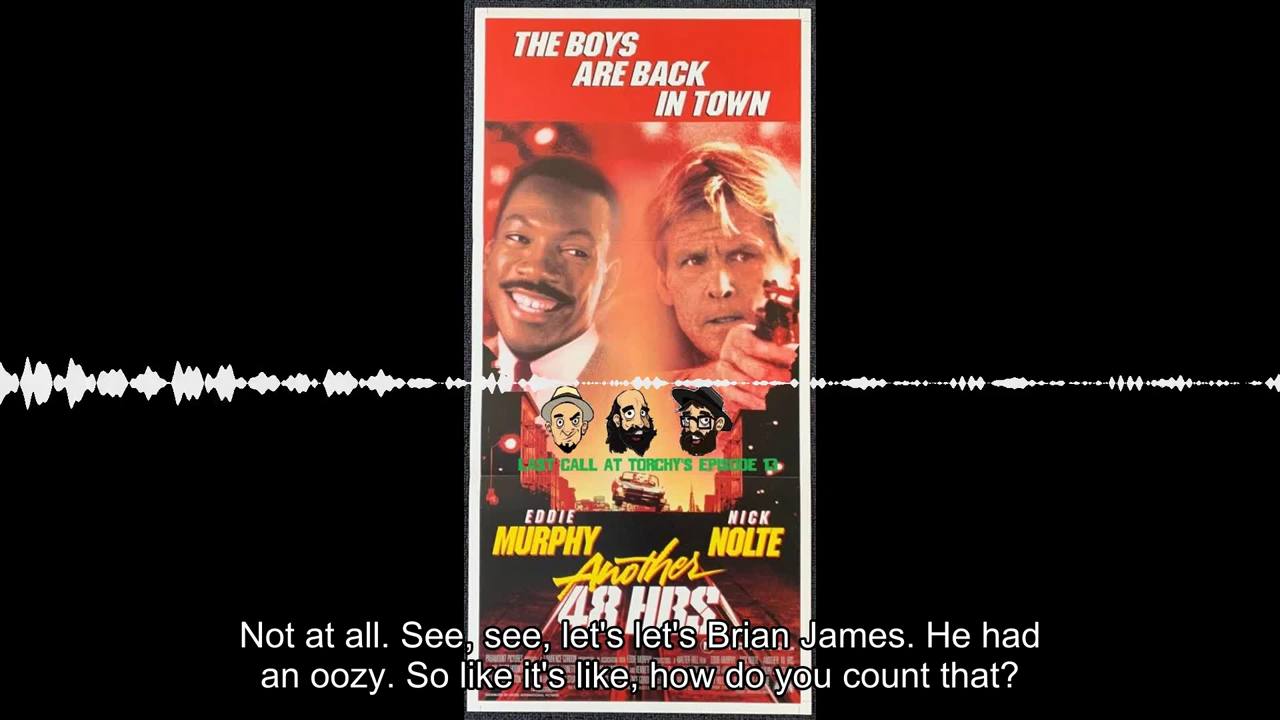 THE BOYS
ARE BACK
IN TOWN
LAST CALL AT TORCHY'S EPISODE 13
EDDIE NICK
MURPHY NOLTE
Another
48 HRS
Not at all. See, see, let's let's Brian James. He had
an oozy. So like it's like, how do you count that?